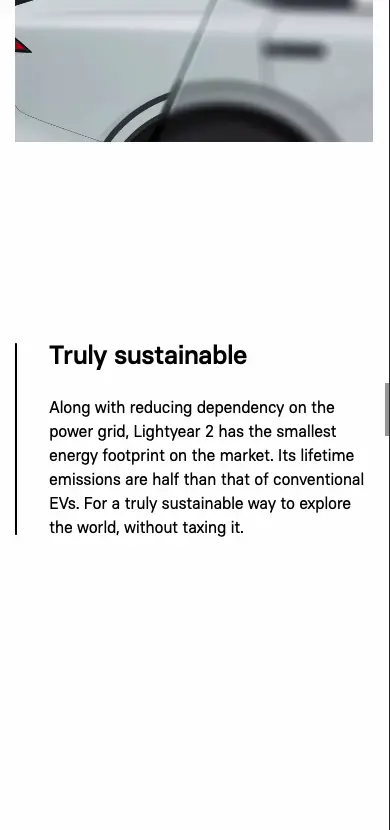 Truly sustainable
Along with reducing dependency on the
power grid, Lightyear 2 has the smallest
energy footprint on the market. Its lifetime
emissions are half than that of conventional
EVs. For a truly sustainable way to explore
the world, without taxing it.